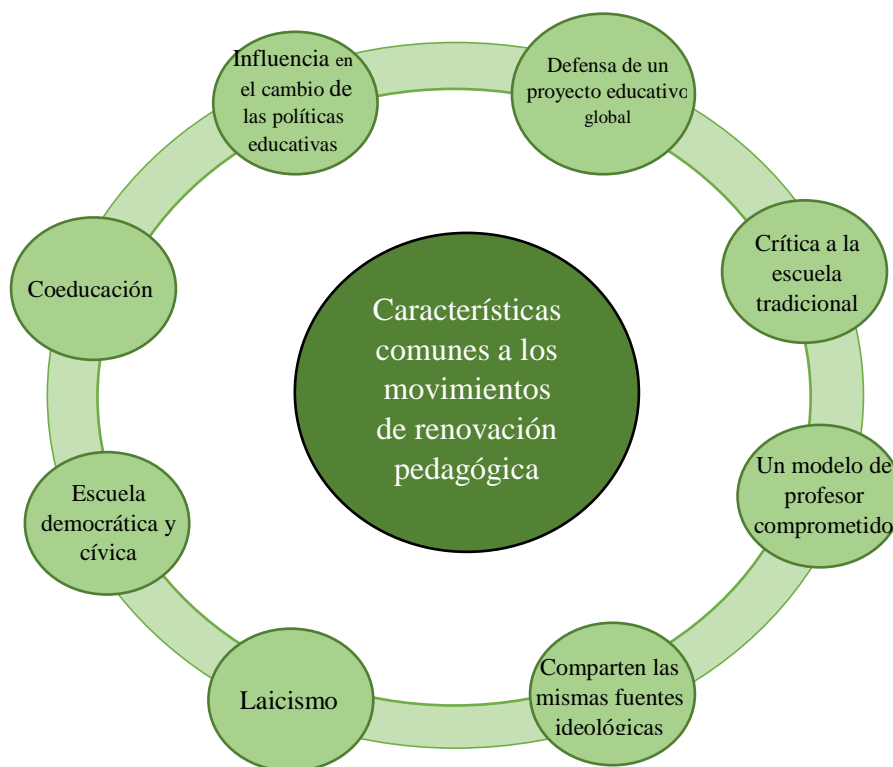 Influencia en
el cambio de
las políticas
educativas
Defensa de un
proyecto educativo
global
Crítica a la
escuela
tradicional
Un modelo de
profesor
comprometido
Comparten las
mismas fuentes
ideológicas
Laicismo
Escuela
democrática y
cívica
Coeducación
Características
comunes a los
movimientos
de renovación
pedagógica